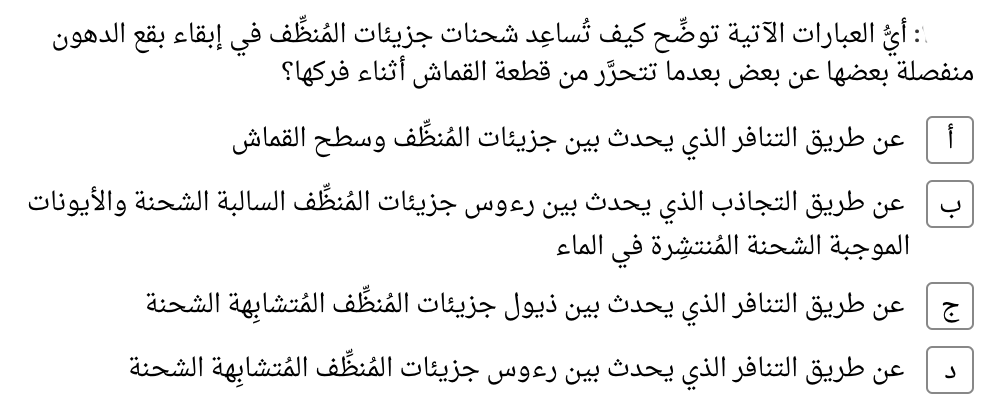 : أيُّ العبارات الآتية توضِّح كيف تُساعِد شحنات جزيئات المُنظِّف في إبقاء بقع الدهون
منفصلة بعضها عن بعض بعدما تتحرَّر من قطعة القماش أثناء فركها؟
أ عن طريق التنافر الذي يحدث بين جزيئات المُنظِّف وسطح القماش
ب عن طريق التجاذب الذي يحدث بين رءوس جزيئات المُنظِّف السالبة الشحنة والأيونات
الموجبة الشحنة المُنتشِرة في الماء
ج عن طريق التنافر الذي يحدث بين ذيول جزيئات المُنظِّف المُتشابِهة الشحنة
د عن طريق التنافر الذي يحدث بين رءوس جزيئات المُنظِّف المُتشابِهة الشحنة